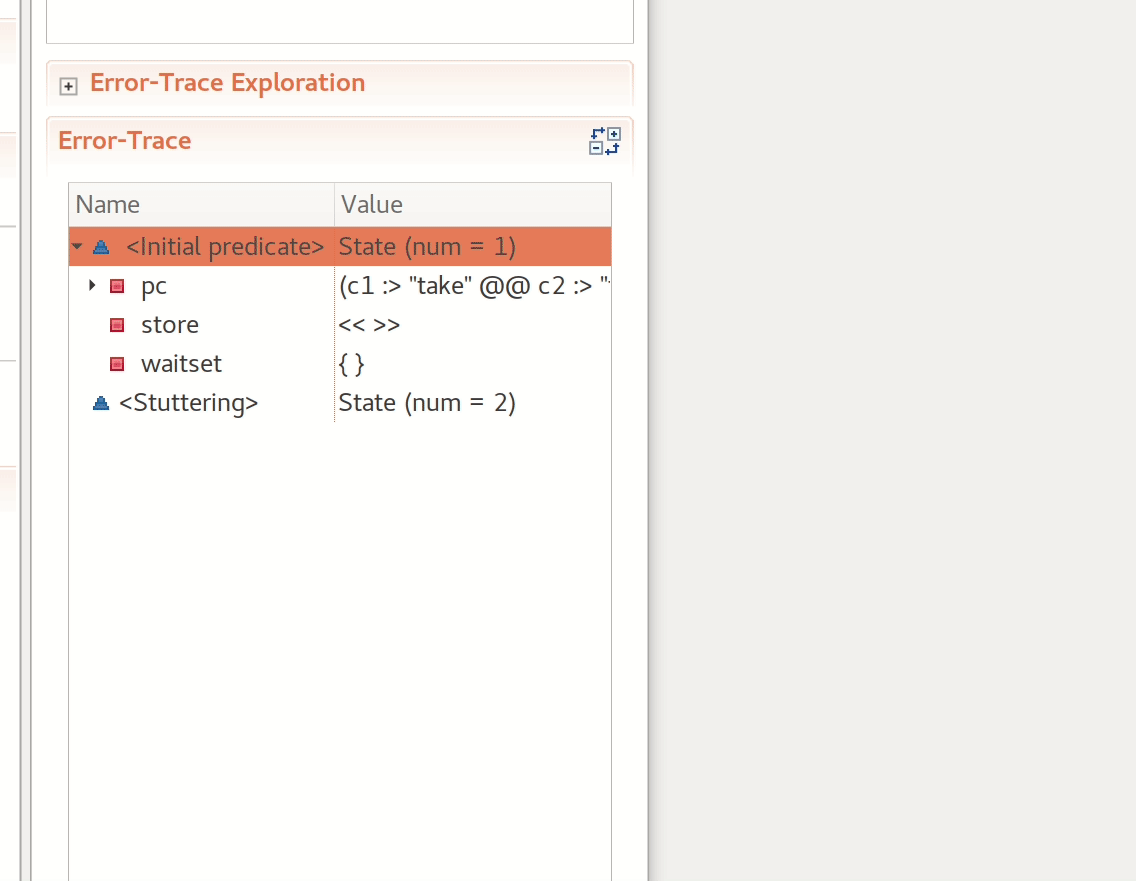 Error-Trace Exploration
Error-Trace
Name Value
<Initial predicate> State (num = 1)
pc (c1 :> "take" @@ c2 :> "
store << >>
waitset { }
<Stuttering> State (num = 2)